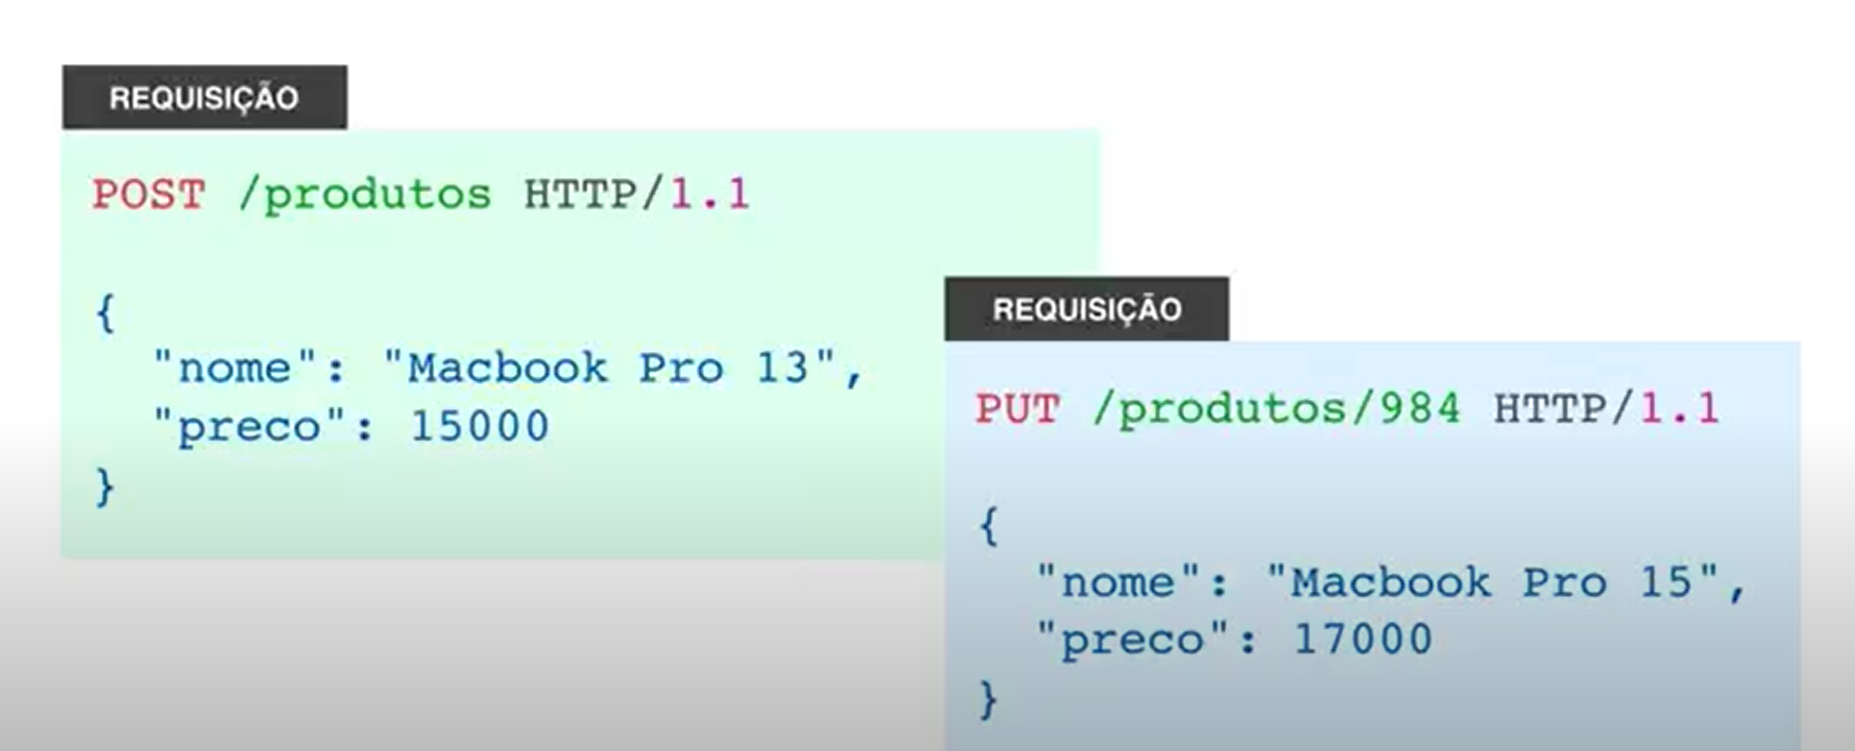 REQUISIÇÃO
POST /produtos HTTP/1.1
{
"nome": "Macbook Pro 13",
"preco": 15000
}
REQUISIÇÃO
PUT /produtos/984 HTTP/1.1
{
"nome": "Macbook Pro 15",
"preco": 17000
}